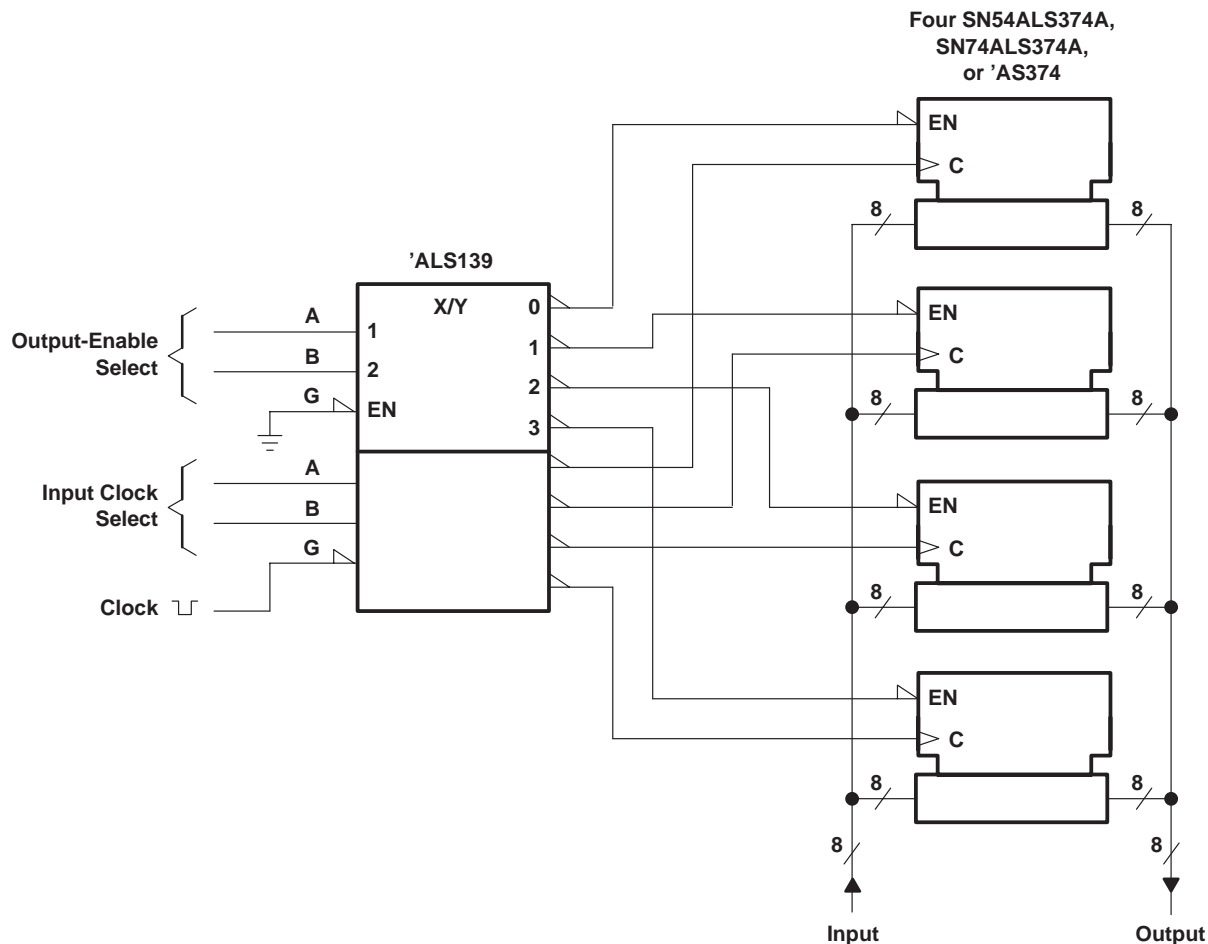 Four SN54ALS374A,
SN74ALS374A,
or ’AS374
EN
C
8
8
’ALS139
X/Y
0
1
2
3
1
2
EN
Output-Enable
Select
A
B
G
Input Clock
Select
A
B
G
Clock
EN
C
8
8
EN
C
8
8
EN
C
8
8
8
8
Input
Output